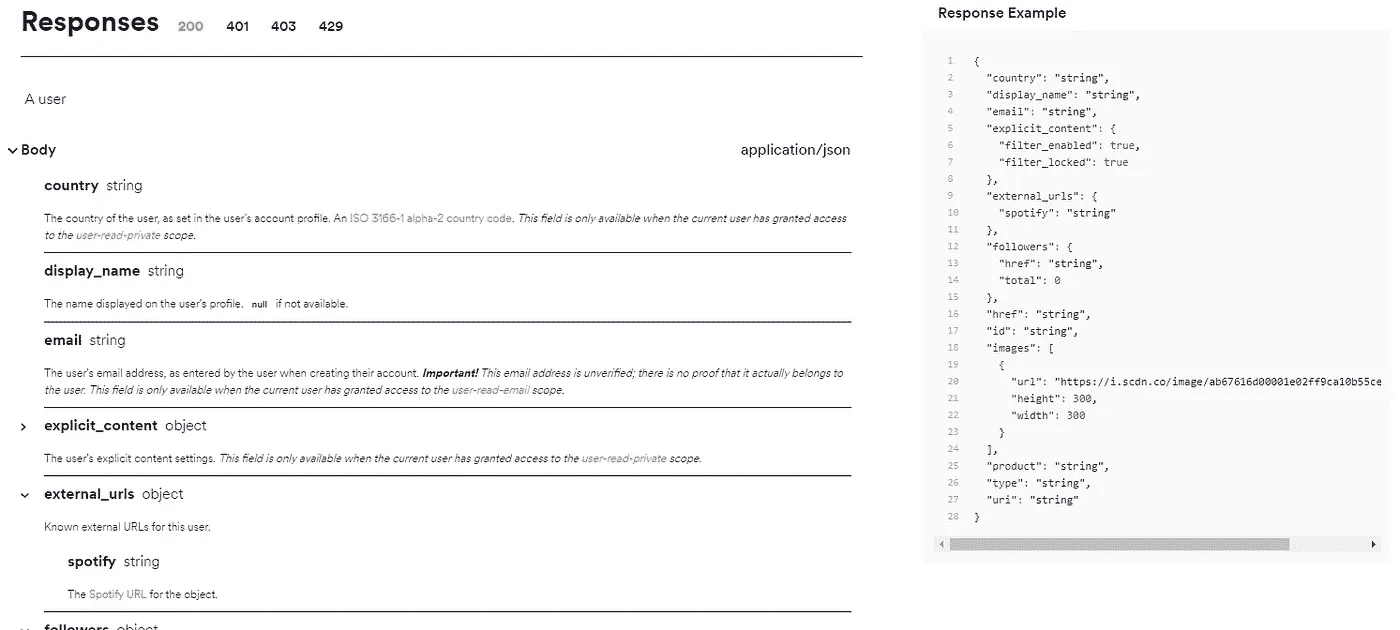 Responses 200 401 403 429
A user
Body application/json
country string
The country of the user, as set in the user's account profile. An ISO 3166-1 alpha-2 country code. This field is only available when the current user has granted access
to the user-read-private scope.
display_name string
The name displayed on the user's profile. null if not available.
email string
The user's email address, as entered by the user when creating their account. Important! This email address is unverified; there is no proof that it actually belongs to
the user. This field is only available when the current user has granted access to the user-read-email scope.
explicit_content object
The user's explicit content settings. This field is only available when the current user has granted access to the user-read-private scope.
external_urls object
Known external URLs for this user.
spotify string
The Spotify URL for the object.
followers object
Response Example
1 {
2 "country": "string",
3 "display_name": "string",
4 "email": "string",
5 "explicit_content": {
6 "filter_enabled": true,
7 "filter_locked": true
8 },
9 "external_urls": {
10 "spotify": "string"
11 },
12 "followers": {
13 "href": "string",
14 "total": 0
15 },
16 "href": "string",
17 "id": "string",
18 "images": [
19 {
20 "url": "https://i.scdn.co/image/ab67616d00001e02ff9ca10b55ce
21 "height": 300,
22 "width": 300
23 }
24 ],
25 "product": "string",
26 "type": "string",
27 "uri": "string"
28 }